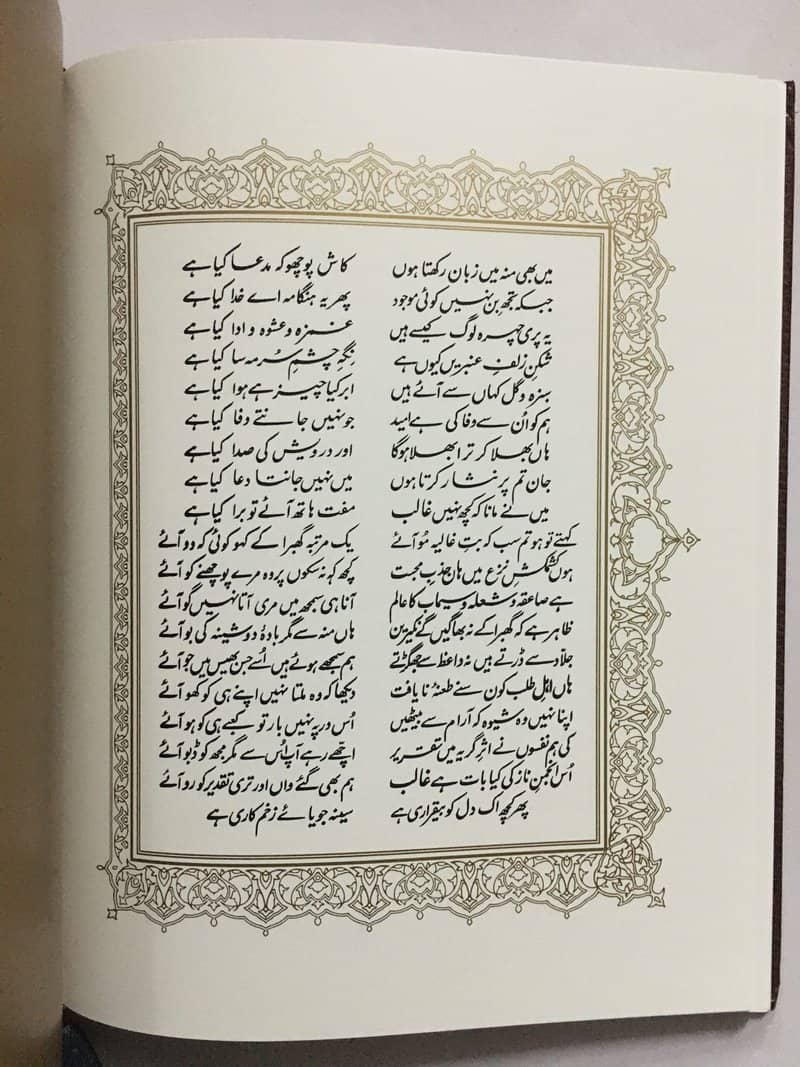 میں بھی منہ میں زبان رکھتا ہوں کاش پوچھو کہ مدعا کیا ہے
جبکہ تجھ بن نہیں کوئی موجود پھر یہ ہنگامہ اے خدا کیا ہے
یہ پری چہرہ لوگ کیسے ہیں غمزہ و عشوہ و ادا کیا ہے
شکنِ زلفِ عنبریں کیوں ہے نگہِ چشمِ سرمہ سا کیا ہے
سبزہ و گل کہاں سے آئے ہیں ابر کیا چیز ہے ہوا کیا ہے
ہم کو اُن سے وفا کی ہے امید جو نہیں جانتے وفا کیا ہے
ہاں بھلا کر ترا بھلا ہوگا اور درویش کی صدا کیا ہے
جان تم پر نثار کرتا ہوں میں نہیں جانتا دعا کیا ہے
میں نے مانا کہ کچھ نہیں غالب مفت ہاتھ آئے تو برا کیا ہے
کہتے تو ہو تم سب کہ بتِ غالیہ مو آئے یک مرتبہ گھبرا کے کہو کوئی کہ وو آئے
ہوں کشمکشِ نزع میں ہاں جذبِ محبت کچھ کہہ نہ سکوں پر وہ مرے پوچھنے کو آئے
ہے صاعقہ و شعلہ و سیماب کا عالم آنا ہی سمجھ میں مری آتا نہیں گو آئے
ظاہر ہے کہ گھبرا کے نہ بھاگیں گے نکیرین ہاں منہ سے مگر بادۂ دوشینہ کی بو آئے
جلاد سے ڈرتے ہیں نہ واعظ سے جھگڑتے ہم سمجھے ہوئے ہیں اُسے جس بھیس میں جو آئے
ہاں اہلِ طلب کون سنے طعنۂ نا یافت دیکھا کہ وہ ملتا نہیں اپنے ہی کو کھو آئے
اپنا نہیں وہ شیوہ کہ آرام سے بیٹھیں اُس در پہ نہیں بار تو کعبے ہی کو ہو آئے
کی ہم نفسوں نے اثرِ گریہ میں تقریر اچھے رہے آپ اُس سے مگر مجھ کو ڈبو آئے
اُس انجمنِ ناز کی کیا بات ہے غالب ہم بھی گئے واں اور تری تقدیر کو رو آئے
پھر کچھ اک دل کو بیقراری ہے سینہ جویائے زخم کاری ہے